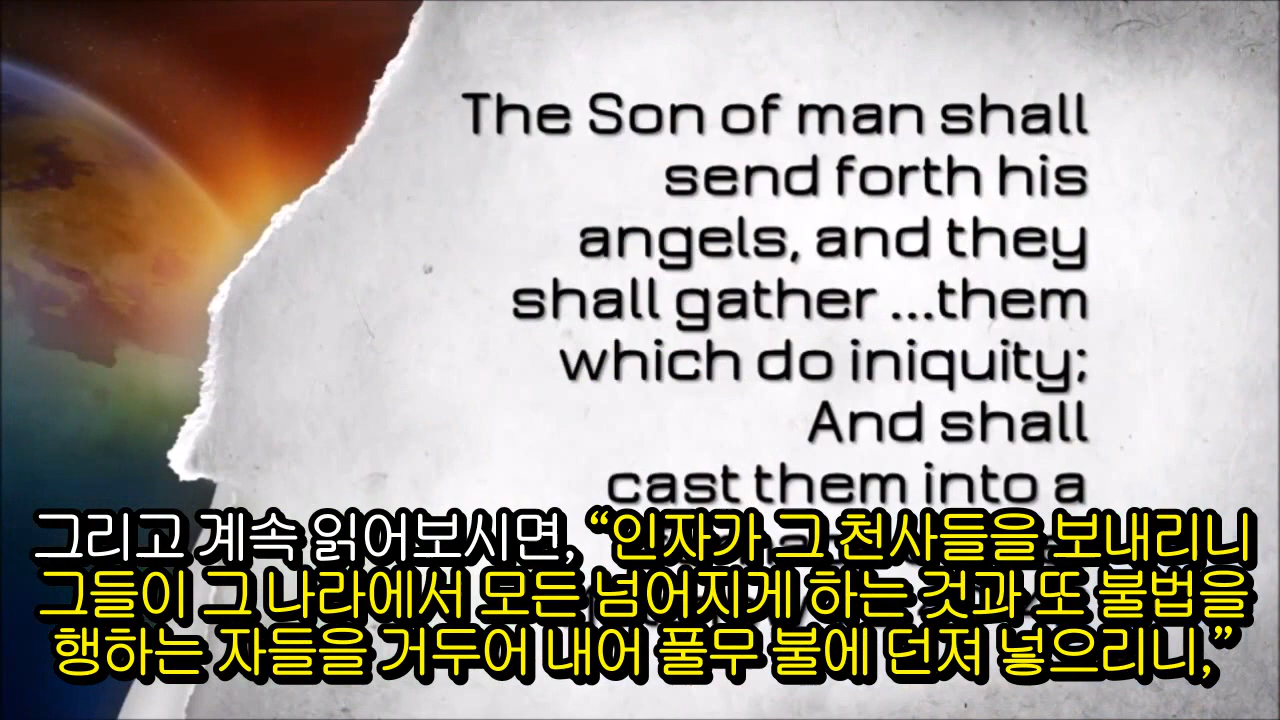 The Son of man shall
send forth his
angels, and they
shall gather ...them
which do iniquity;
And shall
cast them into a
그리고 계속 읽어보시면, “인자가 그 천사들을 보내리니
그들이 그 나라에서 모든 넘어지게 하는 것과 또 불법을
행하는 자들을 거두어 내어 풀무 불에 던져 넣으리니,”